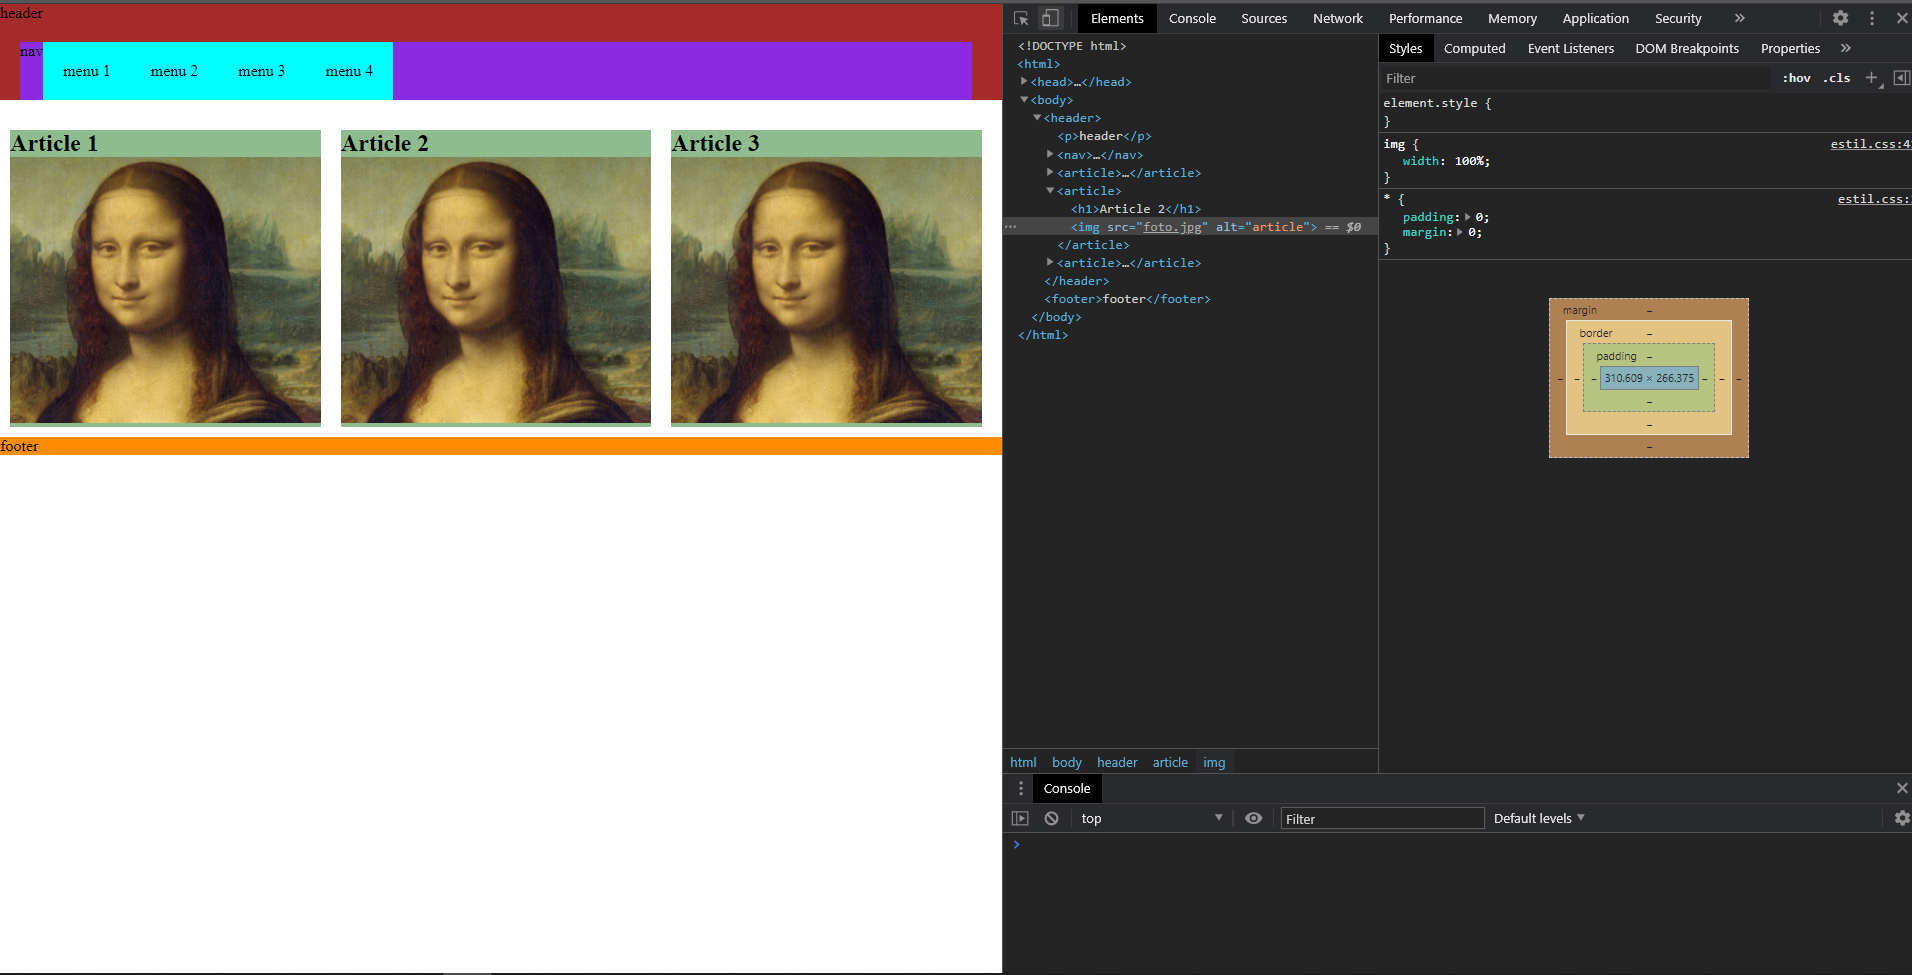 header
nav
menu 1 menu 2 menu 3 menu 4
Article 1 Article 2 Article 3
footer
Elements Console Sources Network Performance Memory Application Security »
<!DOCTYPE html>
<html>
<head>…</head>
<body>
<header>
<p>header</p>
<nav>…</nav>
<article>…</article>
<article>
<h1>Article 2</h1>
<img src="foto.jpg" alt="article"> == $0
</article>
<article>…</article>
</header>
<footer>footer</footer>
</body>
</html>
html body header article img
Styles Computed Event Listeners DOM Breakpoints Properties »
Filter :hov .cls
element.style {
}
img { estil.css:4
width: 100%;
}
* { estil.css:
padding: 0;
margin: 0;
}
margin –
border –
padding –
– – – 310.609 × 266.375 – – –
–
–
–
Console
top Filter Default levels